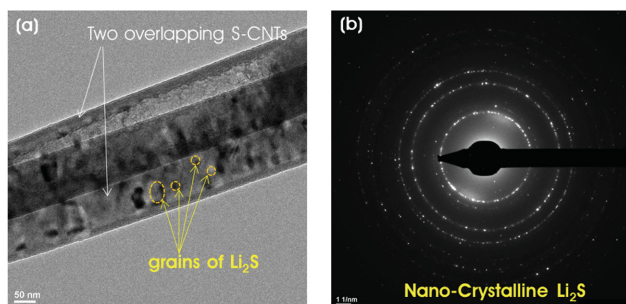 (a)
Two overlapping S-CNTs
grains of Li₂S
50 nm
(b)
Nano-Crystalline Li₂S
1 1/nm